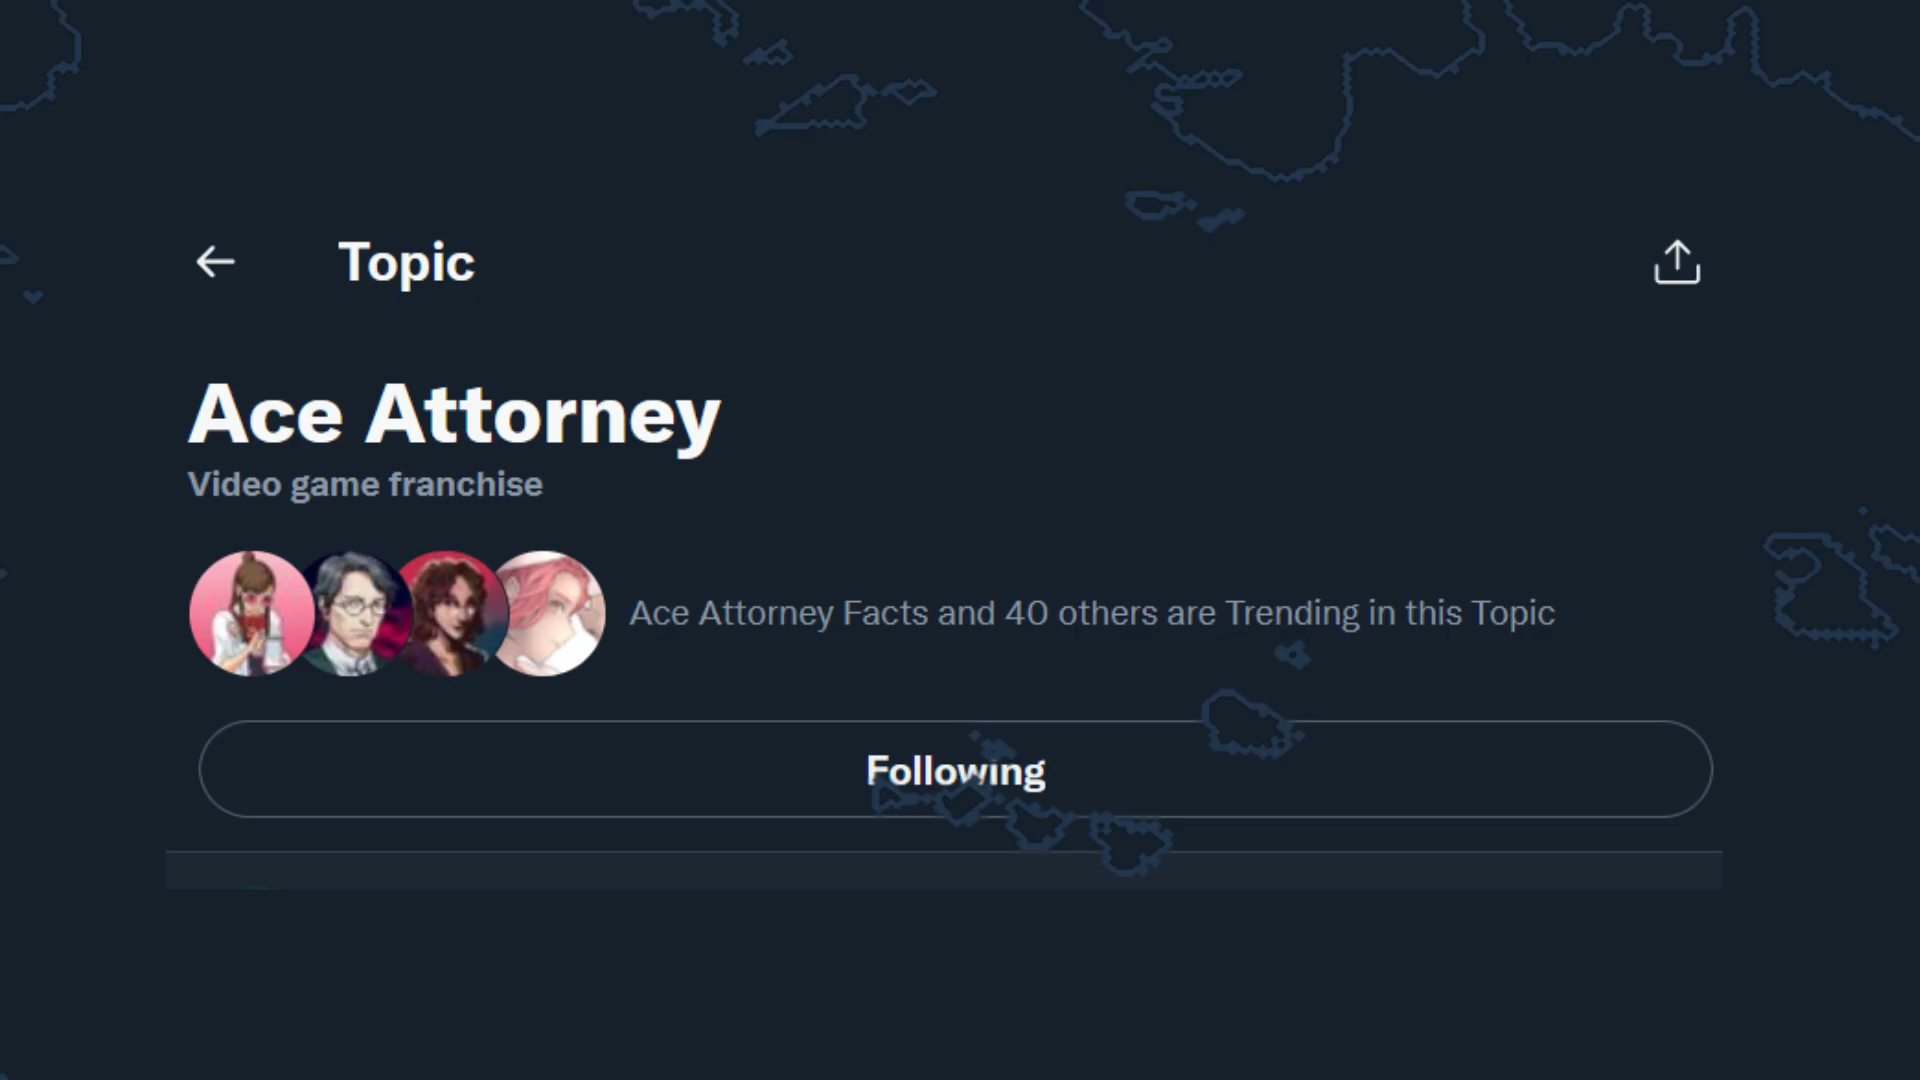 Topic
Ace Attorney
Video game franchise
Ace Attorney Facts and 40 others are Trending in this Topic
Following